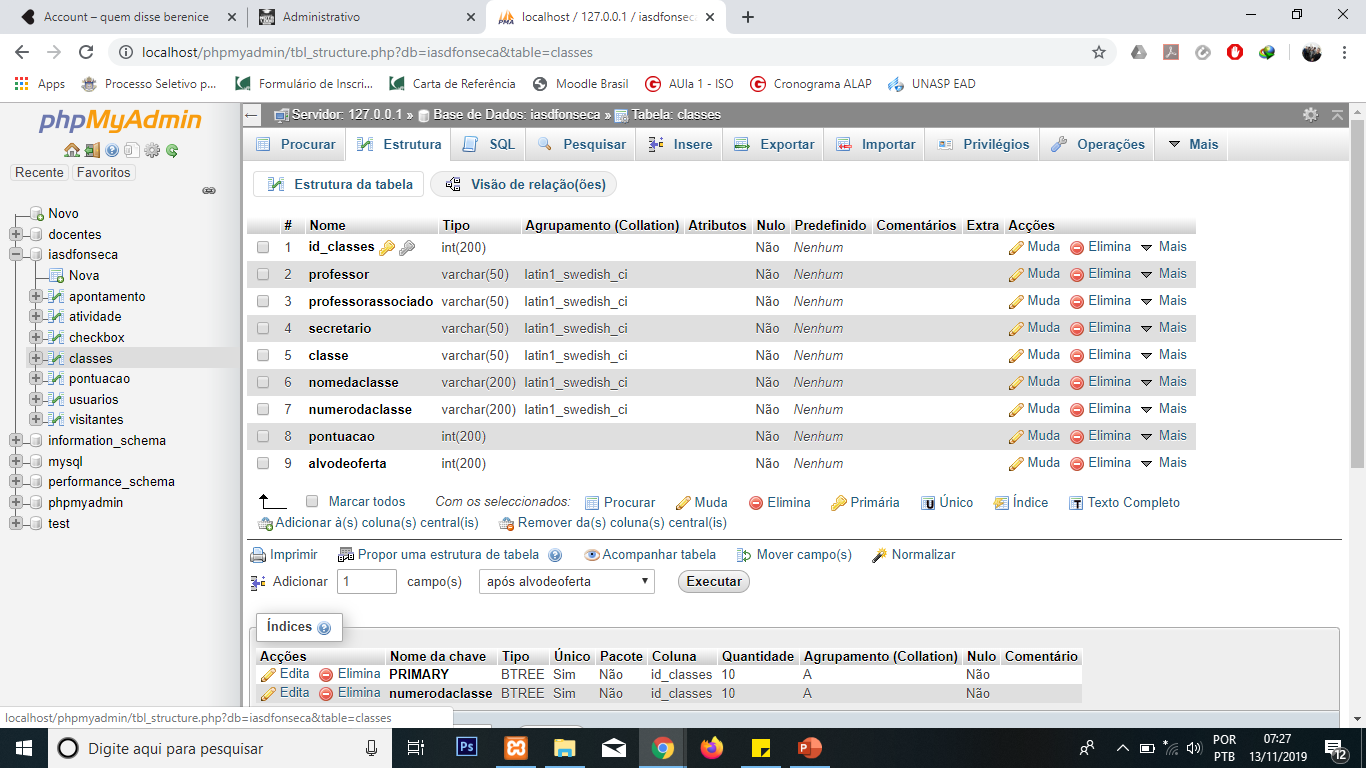 Account – quem disse berenice
Administrativo
localhost / 127.0.0.1 / iasdfonsec
localhost/phpmyadmin/tbl_structure.php?db=iasdfonseca&table=classes
Apps Processo Seletivo p... Formulário de Inscri... Carta de Referência Moodle Brasil AUla 1 - ISO Cronograma ALAP UNASP EAD
phpMyAdmin
Recente Favoritos
Novo
docentes
iasdfonseca
Nova
apontamento
atividade
checkbox
classes
pontuacao
usuarios
visitantes
information_schema
mysql
performance_schema
phpmyadmin
test
Servidor: 127.0.0.1 » Base de Dados: iasdfonseca » Tabela: classes
Procurar Estrutura SQL Pesquisar Insere Exportar Importar Privilégios Operações Mais
Estrutura da tabela Visão de relação(ões)
# Nome Tipo Agrupamento (Collation) Atributos Nulo Predefinido Comentários Extra Acções
1 id_classes int(200) Não Nenhum Muda Elimina Mais
2 professor varchar(50) latin1_swedish_ci Não Nenhum Muda Elimina Mais
3 professorassociado varchar(50) latin1_swedish_ci Não Nenhum Muda Elimina Mais
4 secretario varchar(50) latin1_swedish_ci Não Nenhum Muda Elimina Mais
5 classe varchar(50) latin1_swedish_ci Não Nenhum Muda Elimina Mais
6 nomedaclasse varchar(200) latin1_swedish_ci Não Nenhum Muda Elimina Mais
7 numerodaclasse varchar(200) latin1_swedish_ci Não Nenhum Muda Elimina Mais
8 pontuacao int(200) Não Nenhum Muda Elimina Mais
9 alvodeoferta int(200) Não Nenhum Muda Elimina Mais
Marcar todos Com os seleccionados: Procurar Muda Elimina Primária Único Índice Texto Completo
Adicionar à(s) coluna(s) central(is) Remover da(s) coluna(s) central(is)
Imprimir Propor uma estrutura de tabela Acompanhar tabela Mover campo(s) Normalizar
Adicionar 1 campo(s) após alvodeoferta Executar
Índices
Acções Nome da chave Tipo Único Pacote Coluna Quantidade Agrupamento (Collation) Nulo Comentário
Edita Elimina PRIMARY BTREE Sim Não id_classes 10 A Não
Edita Elimina numerodaclasse BTREE Sim Não id_classes 10 A Não
localhost/phpmyadmin/tbl_structure.php?db=iasdfonseca&table=classes
Digite aqui para pesquisar
POR
PTB
07:27
13/11/2019
12